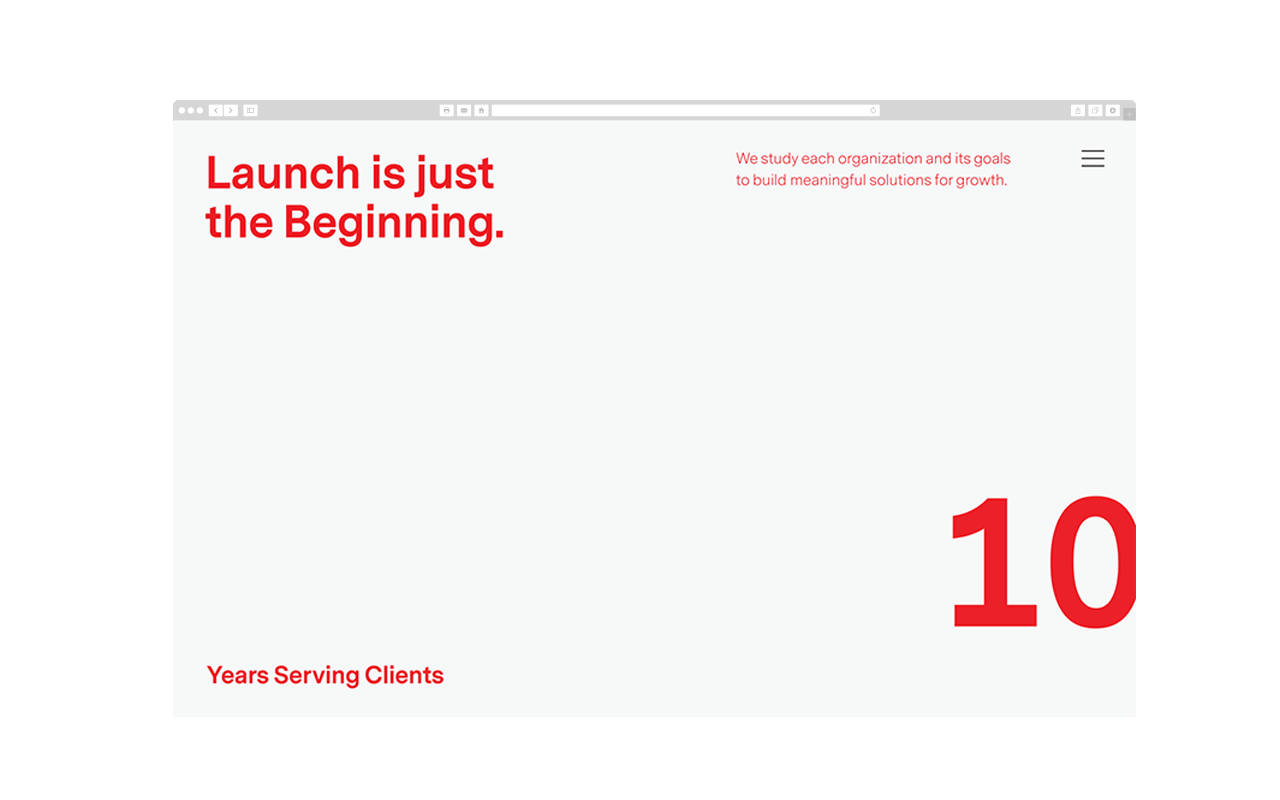 Launch is just
the Beginning.
We study each organization and its goals
to build meaningful solutions for growth.
10
Years Serving Clients